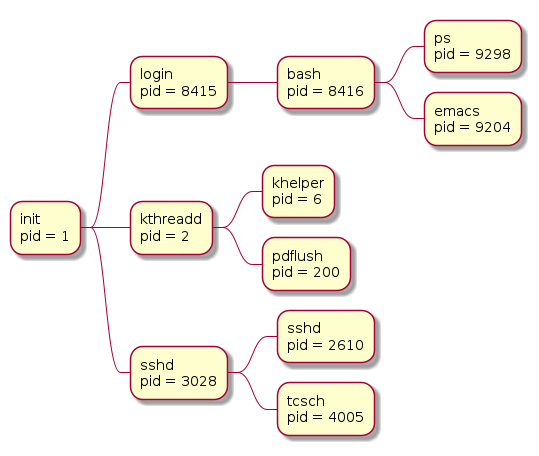 init
pid = 1
login
pid = 8415
bash
pid = 8416
ps
pid = 9298
emacs
pid = 9204
kthreadd
pid = 2
khelper
pid = 6
pdflush
pid = 200
sshd
pid = 3028
sshd
pid = 2610
tcsch
pid = 4005